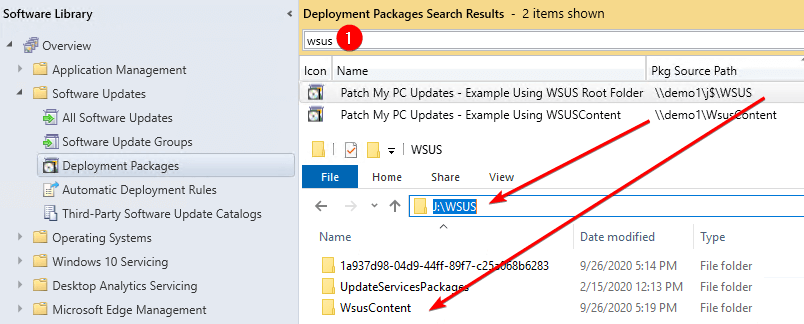 Software Library
Overview
Application Management
Software Updates
All Software Updates
Software Update Groups
Deployment Packages
Automatic Deployment Rules
Third-Party Software Update Catalogs
Operating Systems
Windows 10 Servicing
Desktop Analytics Servicing
Microsoft Edge Management
Deployment Packages Search Results - 2 items shown
wsus 1
Icon Name Pkg Source Path
Patch My PC Updates - Example Using WSUS Root Folder \\demo1\j$\WSUS
Patch My PC Updates - Example Using WSUSContent \\demo1\WsusContent
WSUS
File Home Share View
J:\WSUS
Name Date modified Type
1a937d98-04d9-44ff-89f7-c25a068b6283 9/26/2020 5:14 PM File folder
UpdateServicesPackages 2/15/2020 12:13 PM File folder
WsusContent 9/26/2020 5:19 PM File folder